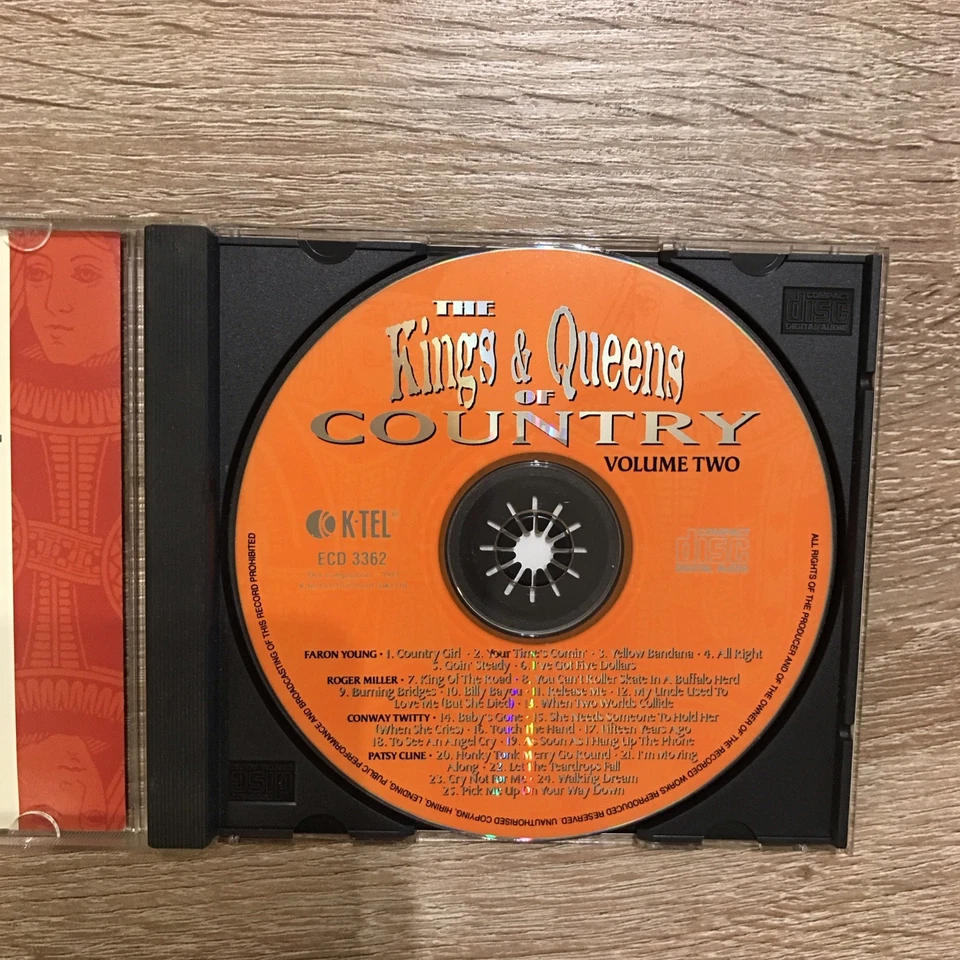 THE
Kings & Queens
OF
COUNTRY
VOLUME TWO
K·TEL®
ECD 3362
COMPACT
disc
DIGITAL AUDIO
COMPACT
disc
DIGITAL AUDIO
FARON YOUNG • 1. Country Girl • 2. Your Time's Comin' • 3. Yellow Bandana • 4. All Right
5. Goin' Steady • 6. I've Got Five Dollars
ROGER MILLER • 7. King Of The Road • 8. You Can't Roller Skate In A Buffalo Herd
9. Burning Bridges • 10. Billy Bayou • 11. Release Me • 12. My Uncle Used To
Love Me (But She Died) • 13. When Two Worlds Collide
CONWAY TWITTY • 14. Baby's Gone • 15. She Needs Someone To Hold Her
(When She Cries) • 16. Touch The Hand • 17. Fifteen Years Ago
18. To See An Angel Cry • 19. As Soon As I Hang Up The Phone
PATSY CLINE • 20. Honky Tonk Merry Go Round • 21. I'm Moving
Along • 22. Let The Teardrops Fall
23. Cry Not For Me • 24. Walking Dream
25. Pick Me Up On Your Way Down
ALL RIGHTS OF THE PRODUCER AND OF THE OWNER OF THE RECORDED WORKS REPRODUCED RESERVED. UNAUTHORISED COPYING, HIRING, LENDING, PUBLIC PERFORMANCE AND BROADCASTING OF THIS RECORD PROHIBITED